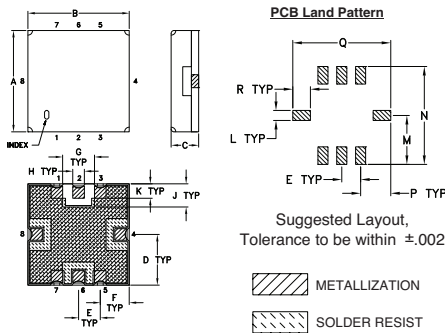 PCB Land Pattern
B
7 6 5
A
8
4
INDEX
1 2 3
C
Q
R TYP
L TYP
N
M
E TYP
P TYP
G
TYP
H TYP
1 2 3
K TYP
J TYP
8
4
D
7 6 5
E
TYP
F
Suggested Layout,
Tolerance to be within ±.002
METALLIZATION
SOLDER RESIST